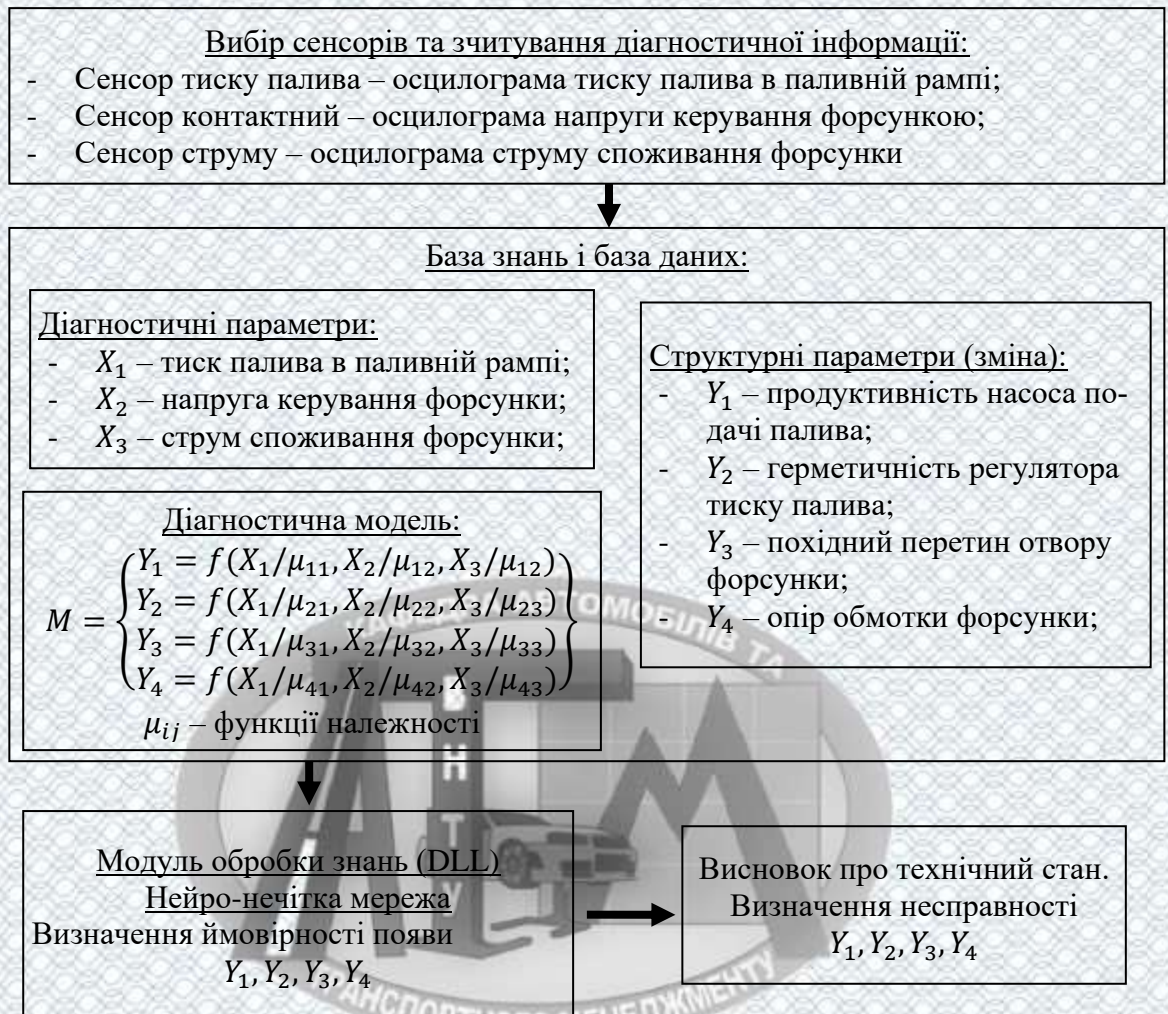 Вибір сенсорів та зчитування діагностичної інформації:
- Сенсор тиску палива – осцилограма тиску палива в паливній рампі;
- Сенсор контактний – осцилограма напруги керування форсункою;
- Сенсор струму – осцилограма струму споживання форсунки
База знань і база даних:
Діагностичні параметри:
- X₁ – тиск палива в паливній рампі;
- X₂ – напруга керування форсунки;
- X₃ – струм споживання форсунки;
Діагностична модель:
M =
Y₁ = f(X₁/μ₁₁, X₂/μ₁₂, X₃/μ₁₂)
Y₂ = f(X₁/μ₂₁, X₂/μ₂₂, X₃/μ₂₃)
Y₃ = f(X₁/μ₃₁, X₂/μ₃₂, X₃/μ₃₃)
Y₄ = f(X₁/μ₄₁, X₂/μ₄₂, X₃/μ₄₃)
μᵢⱼ – функції належності
Структурні параметри (зміна):
- Y₁ – продуктивність насоса по-
дачі палива;
- Y₂ – герметичність регулятора
тиску палива;
- Y₃ – похідний перетин отвору
форсунки;
- Y₄ – опір обмотки форсунки;
Модуль обробки знань (DLL)
Нейро-нечітка мережа
Визначення ймовірності появи
Y₁, Y₂, Y₃, Y₄
Висновок про технічний стан.
Визначення несправності
Y₁, Y₂, Y₃, Y₄
АВТОМОБІЛІВ ТА
ВНТУ
МЕНЕДЖМЕНТУ